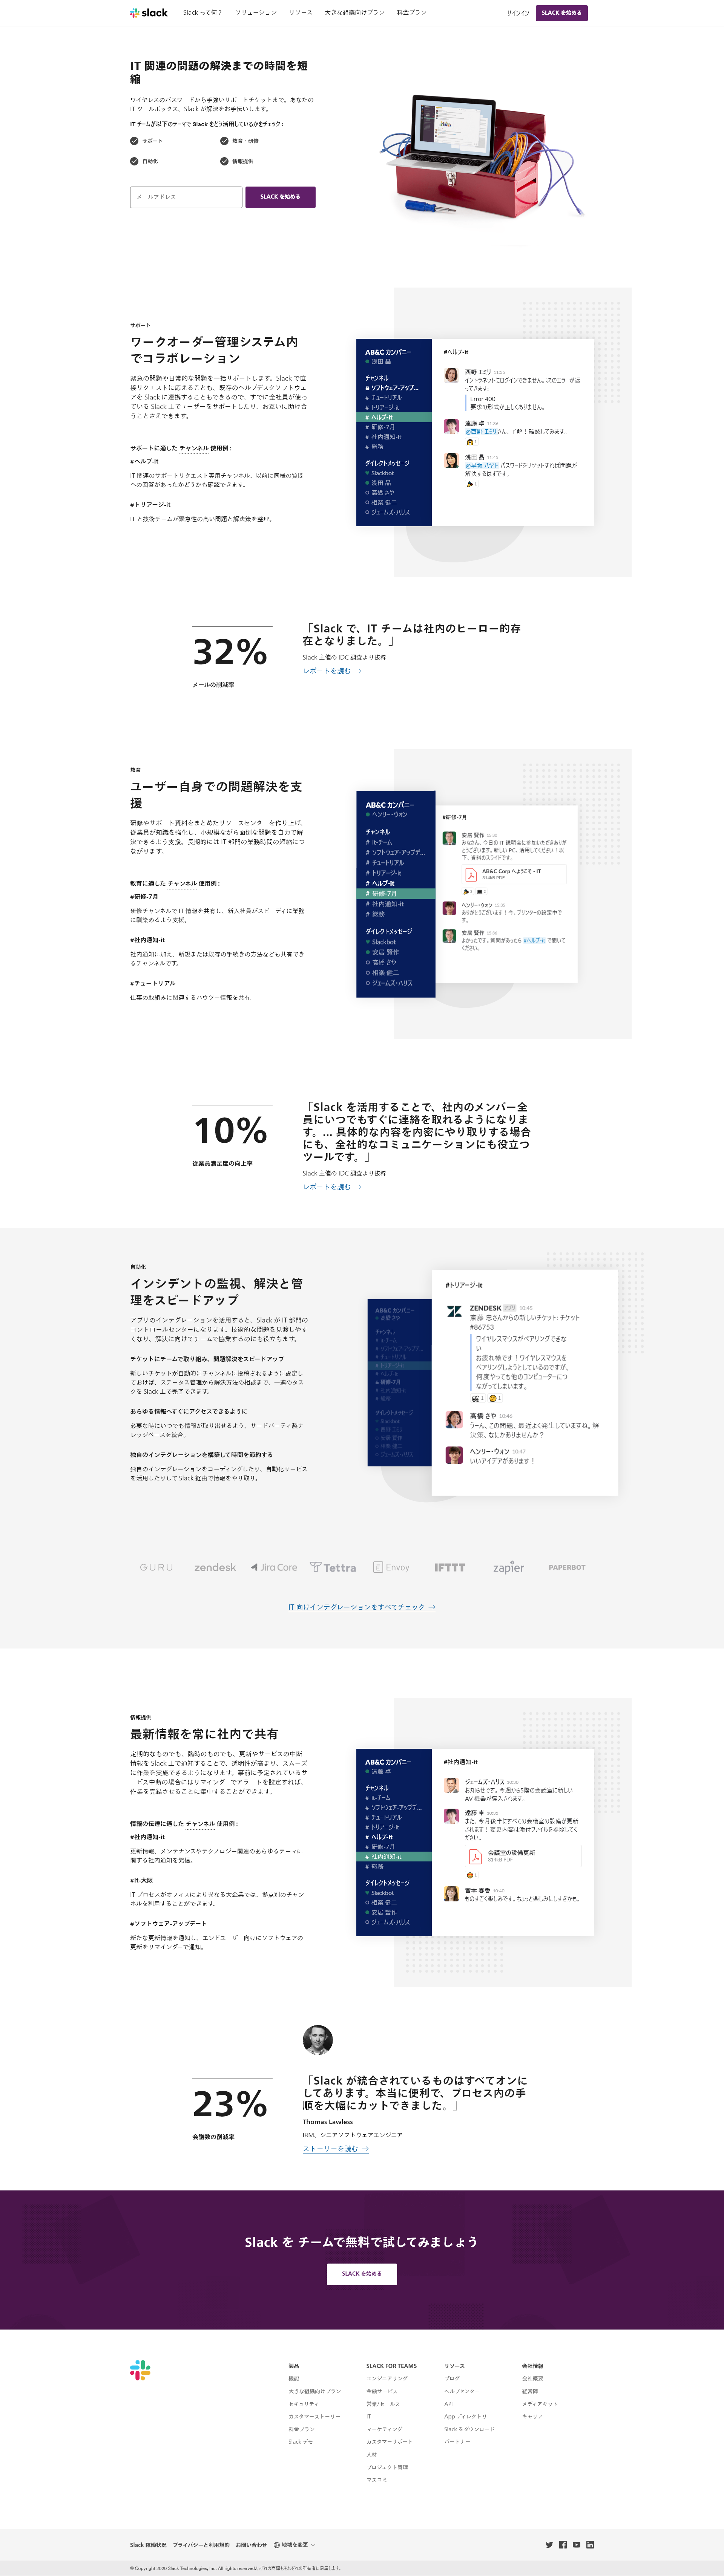 slack
Slack って何？
ソリューション
リソース
大きな組織向けプラン
料金プラン
サインイン
SLACK を始める
IT 関連の問題の解決までの時間を短
縮
ワイヤレスのパスワードから手強いサポートチケットまで。あなたの
IT ツールボックス、Slack が解決をお手伝いします。
IT チームが以下のテーマで Slack をどう活用しているかをチェック :
サポート
教育・研修
自動化
情報提供
メールアドレス
SLACK を始める
サポート
ワークオーダー管理システム内
でコラボレーション
緊急の問題や日常的な問題を一括サポートします。Slack で直
接リクエストに応えることも、既存のヘルプデスクソフトウェ
アを Slack に連携することもできるので、すでに全社員が使っ
ている Slack 上でユーザーをサポートしたり、お互いに助け合
うことさえできます。
サポートに適した チャンネル 使用例 :
#ヘルプ-it
IT 関連のサポートリクエスト専用チャンネル。以前に同様の質問
への回答があったかどうかも確認できます。
#トリアージ-it
IT と技術チームが緊急性の高い問題と解決策を整理。
AB&C カンパニー
浅田 晶
チャンネル
ソフトウェア-アップ...
# チュートリアル
# トリアージ-it
# ヘルプ-it
# 研修-7月
# 社内通知-it
# 総務
ダイレクトメッセージ
Slackbot
浅田 晶
高橋 さや
相楽 健二
ジェームズ・ハリス
#ヘルプ-it
西野 エミリ 11:33
イントラネットにログインできません。次のエラーが返
ってきます:
Error 400
要求の形式が正しくありません。
遠藤 卓 11:36
@西野 エミリさん、了解！確認してみます。
1
浅田 晶 11:45
@早坂 ハヤト パスワードをリセットすれば問題が
解決するはずです。
1
32%
メールの削減率
「Slack で、IT チームは社内のヒーロー的存
在となりました。」
Slack 主催の IDC 調査より抜粋
レポートを読む →
教育
ユーザー自身での問題解決を支
援
研修やサポート資料をまとめたリソースセンターを作り上げ、
従業員が知識を強化し、小規模ながら面倒な問題を自力で解
決できるよう支援。長期的には IT 部門の業務時間の短縮につ
ながります。
教育に適した チャンネル 使用例 :
#研修-7月
研修チャンネルで IT 情報を共有し、新入社員がスピーディに業務
に馴染めるよう支援。
#社内通知-it
社内通知に加え、新規または既存の手続きの方法なども共有でき
るチャンネルです。
#チュートリアル
仕事の取組みに関連するハウツー情報を共有。
AB&C カンパニー
ヘンリー・ウォン
チャンネル
# it-チーム
# ソフトウェア-アップデ...
# チュートリアル
# トリアージ-it
# ヘルプ-it
# 研修-7月
# 社内通知-it
# 総務
ダイレクトメッセージ
Slackbot
安居 賢作
高橋 さや
相楽 健二
ジェームズ・ハリス
#研修-7月
安居 賢作
みなさん、今日の IT 説明会に参加いただきありが
とうございます。新しい PC、活用してください！以
下、資料のスライドです。
AB&C Corp へようこそ - IT
ヘンリー・ウォン
ありがとうございます！今、プリンターの設定中で
す。
安居 賢作
よかったです。質問があったら #ヘルプ-it で聞いて
ください。
10%
従業員満足度の向上率
「Slack を活用することで、社内のメンバー全
員にいつでもすぐに連絡を取れるようになりま
す。... 具体的な内容を内密にやり取りする場合
にも、全社的なコミュニケーションにも役立つ
ツールです。」
Slack 主催の IDC 調査より抜粋
レポートを読む →
自動化
インシデントの監視、解決と管
理をスピードアップ
アプリのインテグレーションを活用すると、Slack が IT 部門の
コントロールセンターになります。技術的な問題を見渡しやす
くなり、解決に向けてチームで協業するのにも役立ちます。
チケットにチームで取り組み、問題解決をスピードアップ
新しいチケットが自動的にチャンネルに投稿されるように設定し
ておけば、ステータス管理から解決方法の相談まで、一連のタス
クを Slack 上で完了できます。
あらゆる情報へすぐにアクセスできるように
必要な時にいつでも情報が取り出せるよう、サードパーティ製ナ
レッジベースを統合。
独自のインテグレーションを構築して時間を節約する
独自のインテグレーションをコーディングしたり、自動化サービス
を活用したりして Slack 経由で情報をやり取り。
AB&C カンパニー
高橋 さや
チャンネル
# it-チーム
# ソフトウェア-アップデ...
# チュートリアル
# トリアージ-it
# ヘルプ-it
# 研修-7月
# 社内通知-it
# 総務
ダイレクトメッセージ
Slackbot
#トリアージ-it
ZENDESK アプリ 10:45
斎藤 忠さんからの新しいチケット: チケット
#86753
ワイヤレスマウスがペアリングできな
い
お疲れ様です！ワイヤレスマウスを
ペアリングしようとしているのですが、
何度やっても他のコンピューターにつ
ながってしまいます。
1
1
高橋 さや 10:46
うーん。この問題、最近よく発生していますね。解
決策、なにかありませんか？
ヘンリー・ウォン 10:47
いいアイデアがあります！
GURU
zendesk
Jira Core
Tettra
Envoy
IFTTT
zapier
PAPERBOT
IT 向けインテグレーションをすべてチェック →
情報提供
最新情報を常に社内で共有
定期的なものでも、臨時のものでも、更新やサービスの中断
情報を Slack 上で通知することで、透明性が高まり、スムーズ
に作業を実施できるようになります。事前に予定されているサ
ービス中断の場合にはリマインダーでアラートを設定すれば、
作業を完結させることに集中することができます。
情報の伝達に適した チャンネル 使用例 :
#社内通知-it
更新情報、メンテナンスやテクノロジー関連のあらゆるテーマに
関する社内通知を発信。
#it-大阪
IT プロセスがオフィスにより異なる大企業では、拠点別のチャン
ネルを利用することができます。
#ソフトウェア-アップデート
新たな更新情報を通知し、エンドユーザー向けにソフトウェアの
更新をリマインダーで通知。
AB&C カンパニー
遠藤 卓
チャンネル
# it-チーム
# ソフトウェア-アップデ...
# チュートリアル
# トリアージ-it
# ヘルプ-it
# 研修-7月
# 社内通知-it
# 総務
ダイレクトメッセージ
Slackbot
相楽 健二
安居 賢作
ジェームズ・ハリス
#社内通知-it
ジェームズ・ハリス
お知らせです。今週から5階の会議室に新しい
AV 機器が導入されます。
遠藤 卓
また、今月後半にすべての会議室の設備が更新
されます！変更内容は添付ファイルを参照してく
ださい。
会議室の設備更新
宮本 春香
ものすごく楽しみです。ちょっと楽しみにしすぎかも。
23%
会議数の削減率
「Slack が統合されているものはすべてオンに
してあります。本当に便利で、プロセス内の手
順を大幅にカットできました。」
Thomas Lawless
IBM、シニアソフトウェアエンジニア
ストーリーを読む →
Slack を チームで無料で試してみましょう
SLACK を始める
製品
機能
大きな組織向けプラン
セキュリティ
カスタマーストーリー
料金プラン
Slack デモ
SLACK FOR TEAMS
エンジニアリング
金融サービス
営業/セールス
IT
マーケティング
カスタマーサポート
人材
プロジェクト管理
マスコミ
リソース
ブログ
ヘルプセンター
API
App ディレクトリ
Slack をダウンロード
パートナー
会社情報
会社概要
経営陣
メディアキット
キャリア
Slack 稼働状況
プライバシーと利用規約
お問い合わせ
地域を変更
© Copyright 2020 Slack Technologies, Inc. All rights reserved.いずれの商標もそれぞれの所有者に帰属します。